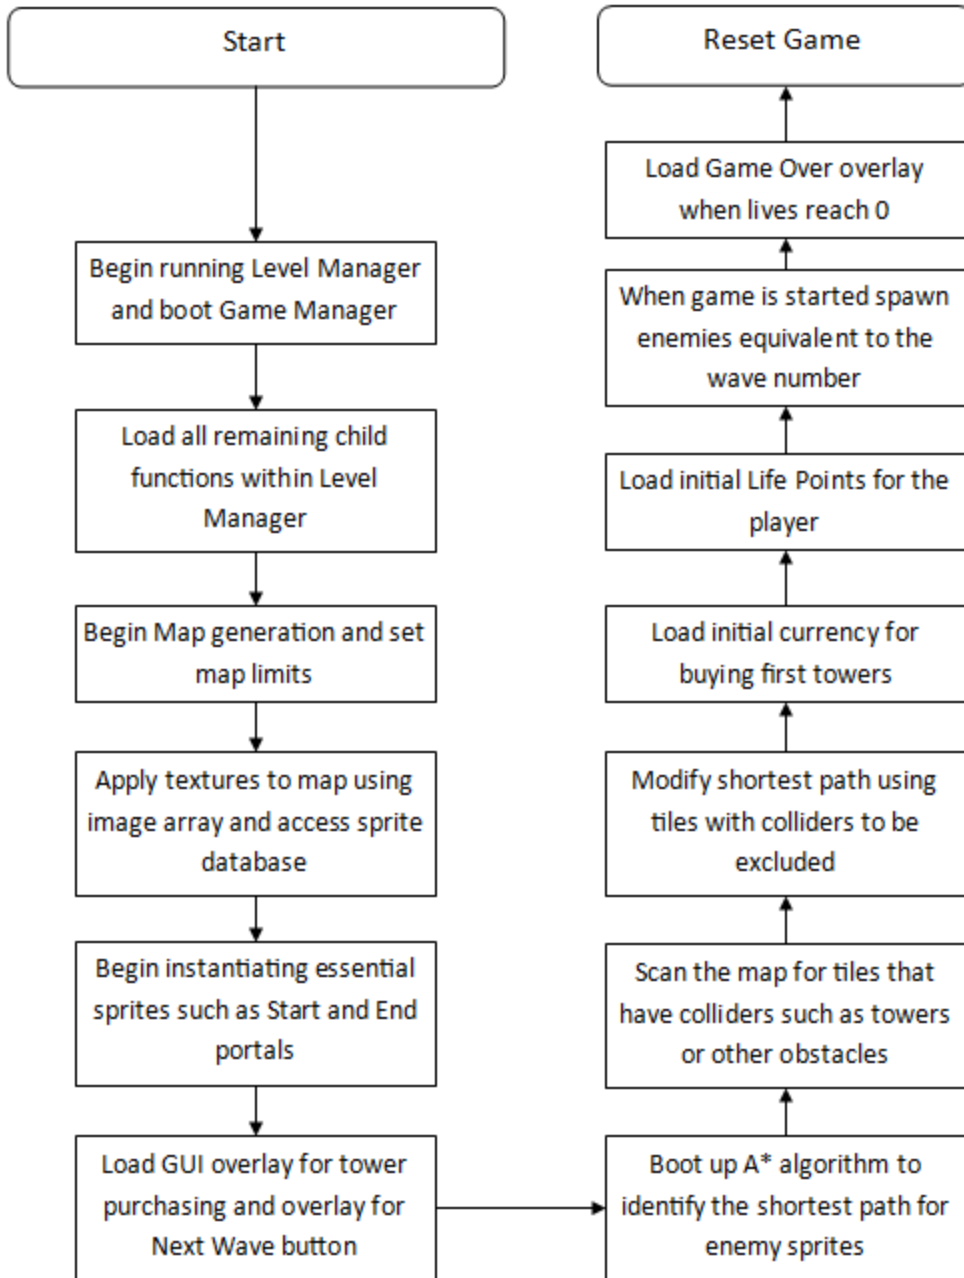 Start
Begin running Level Manager
and boot Game Manager
Load all remaining child
functions within Level
Manager
Begin Map generation and set
map limits
Apply textures to map using
image array and access sprite
database
Begin instantiating essential
sprites such as Start and End
portals
Load GUI overlay for tower
purchasing and overlay for
Next Wave button
Boot up A* algorithm to
identify the shortest path for
enemy sprites
Scan the map for tiles that
have colliders such as towers
or other obstacles
Modify shortest path using
tiles with colliders to be
excluded
Load initial currency for
buying first towers
Load initial Life Points for the
player
When game is started spawn
enemies equivalent to the
wave number
Load Game Over overlay
when lives reach 0
Reset Game